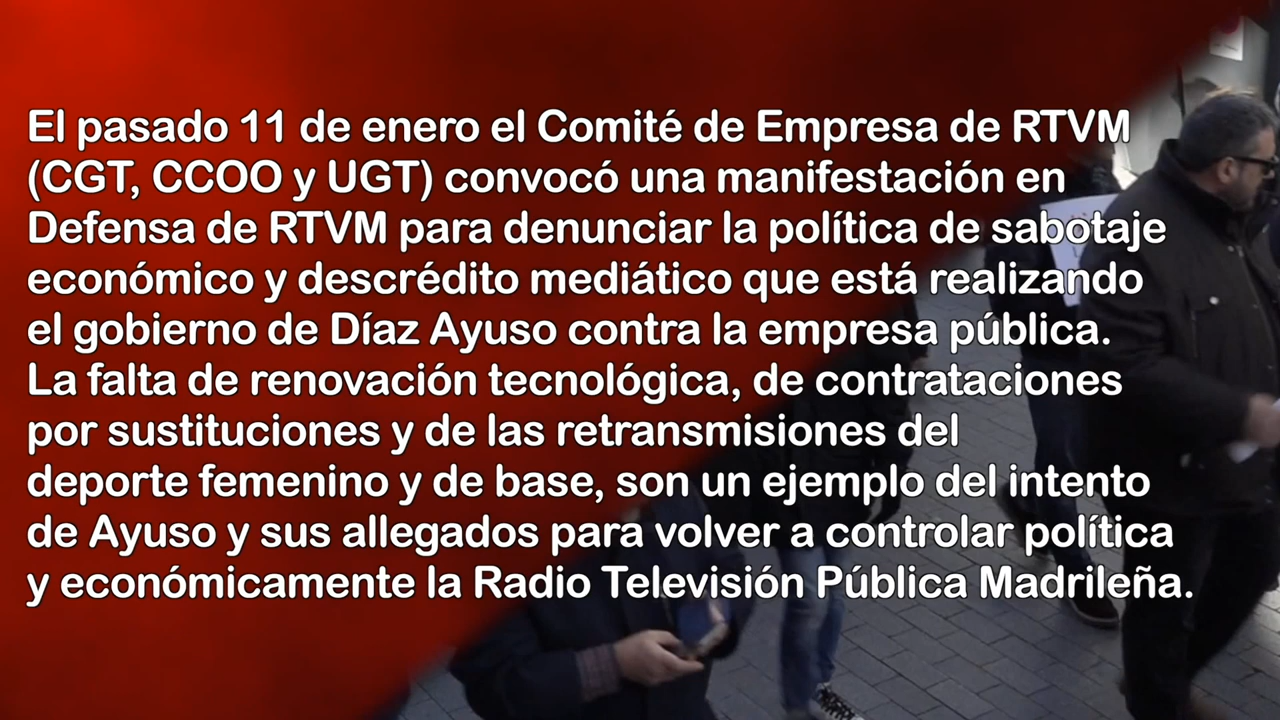 El pasado 11 de enero el Comité de Empresa de RTVM
(CGT, CCOO y UGT) convocó una manifestación en
Defensa de RTVM para denunciar la política de sabotaje
económico y descrédito mediático que está realizando
el gobierno de Díaz Ayuso contra la empresa pública.
La falta de renovación tecnológica, de contrataciones
por sustituciones y de las retransmisiones del
deporte femenino y de base, son un ejemplo del intento
de Ayuso y sus allegados para volver a controlar política
y económicamente la Radio Televisión Pública Madrileña.